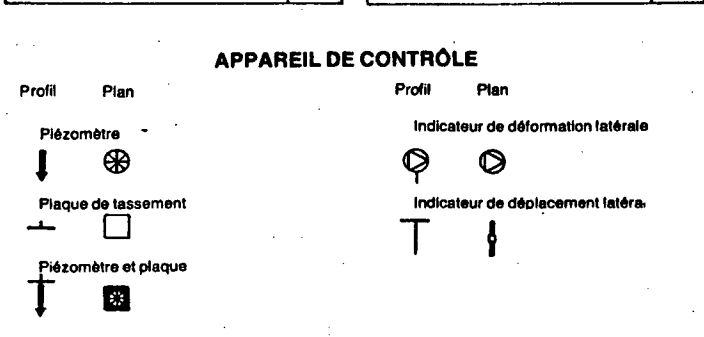 APPAREIL DE CONTRÔLE
Profil Plan
Piézomètre
Plaque de tassement
Piézomètre et plaque
Profil Plan
Indicateur de déformation latérale
Indicateur de déplacement latéra